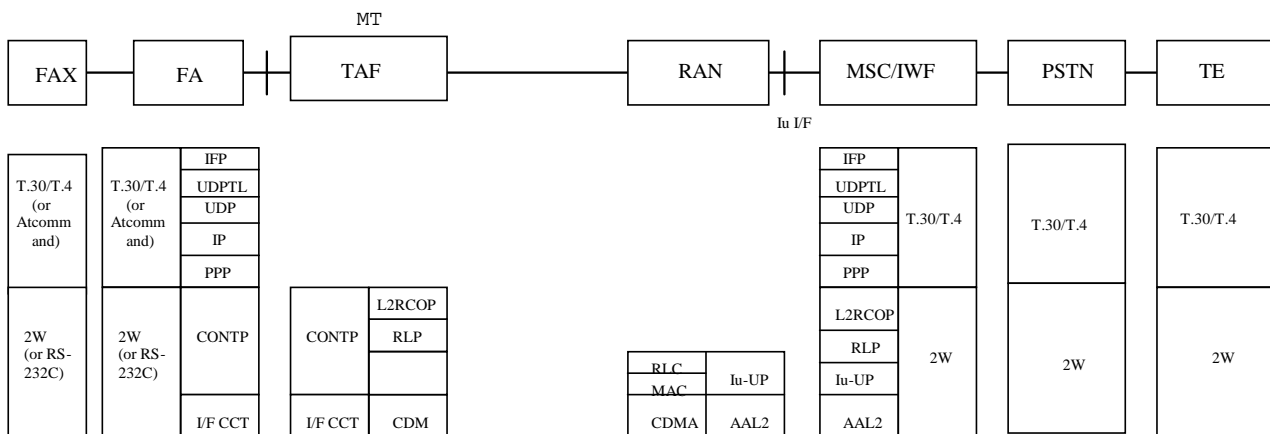 MT
FAX
FA
TAF
RAN
MSC/IWF
PSTN
TE
Iu I/F
T.30/T.4
(or
Atcomm
and)
2W
(or RS-
232C)
T.30/T.4
(or
Atcomm
and)
2W
(or RS-
232C)
IFP
UDPTL
UDP
IP
PPP
CONTP
I/F CCT
CONTP
I/F CCT
L2RCOP
RLP
CDM
RLC
MAC
CDMA
Iu-UP
AAL2
IFP
UDPTL
UDP
IP
PPP
L2RCOP
RLP
Iu-UP
AAL2
T.30/T.4
2W
T.30/T.4
2W
T.30/T.4
2W